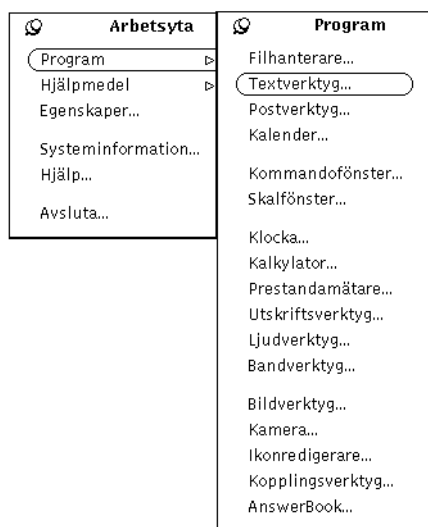 Arbetsyta
Program
Hjälpmedel
Egenskaper...
Systeminformation...
Hjälp...
Avsluta...
Program
Filhanterare...
Textverktyg...
Postverktyg...
Kalender...
Kommandofönster...
Skalfönster...
Klocka...
Kalkylator...
Prestandamätare...
Utskriftsverktyg...
Ljudverktyg...
Bandverktyg...
Bildverktyg...
Kamera...
Ikonredigerare...
Kopplingsverktyg...
AnswerBook...